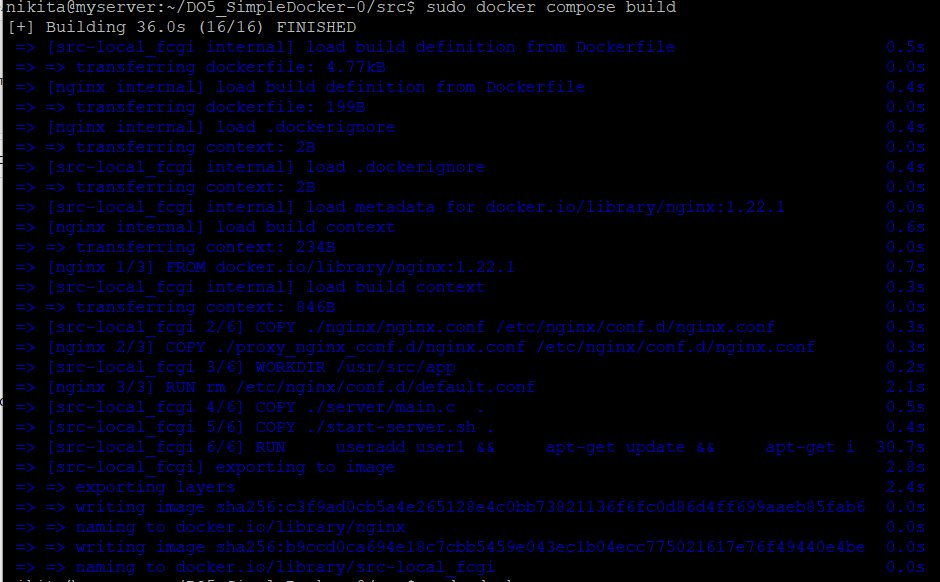 nikita@myserver:~/DO5_SimpleDocker-0/src$ sudo docker compose build
[+] Building 36.0s (16/16) FINISHED
=> [src-local_fcgi internal] load build definition from Dockerfile 0.5s
=> => transferring dockerfile: 4.77kB 0.0s
=> [nginx internal] load build definition from Dockerfile 0.4s
=> => transferring dockerfile: 199B 0.0s
=> [nginx internal] load .dockerignore 0.4s
=> => transferring context: 2B 0.0s
=> [src-local_fcgi internal] load .dockerignore 0.4s
=> => transferring context: 2B 0.0s
=> [src-local_fcgi internal] load metadata for docker.io/library/nginx:1.22.1 0.0s
=> [nginx internal] load build context 0.6s
=> => transferring context: 234B 0.0s
=> [nginx 1/3] FROM docker.io/library/nginx:1.22.1 0.7s
=> [src-local_fcgi internal] load build context 0.3s
=> => transferring context: 846B 0.0s
=> [src-local_fcgi 2/6] COPY ./nginx/nginx.conf /etc/nginx/conf.d/nginx.conf 0.3s
=> [nginx 2/3] COPY ./proxy_nginx_conf.d/nginx.conf /etc/nginx/conf.d/nginx.conf 0.3s
=> [src-local_fcgi 3/6] WORKDIR /usr/src/app 0.2s
=> [nginx 3/3] RUN rm /etc/nginx/conf.d/default.conf 2.1s
=> [src-local_fcgi 4/6] COPY ./server/main.c . 0.5s
=> [src-local_fcgi 5/6] COPY ./start-server.sh . 0.4s
=> [src-local_fcgi 6/6] RUN useradd user1 && apt-get update && apt-get i 30.7s
=> [src-local_fcgi] exporting to image 2.8s
=> => exporting layers 2.4s
=> => writing image sha256:c3f9ad0cb5a4e265128e4c0bb73821136f6fc0d86d4ff699aaeb85fab6 0.0s
=> => naming to docker.io/library/nginx 0.0s
=> => writing image sha256:b9ccd0ca694e18c7cbb5459e043ec1b04ecc775021617e76f49440e4be 0.0s
=> => naming to docker.io/library/src-local_fcgi 0.0s